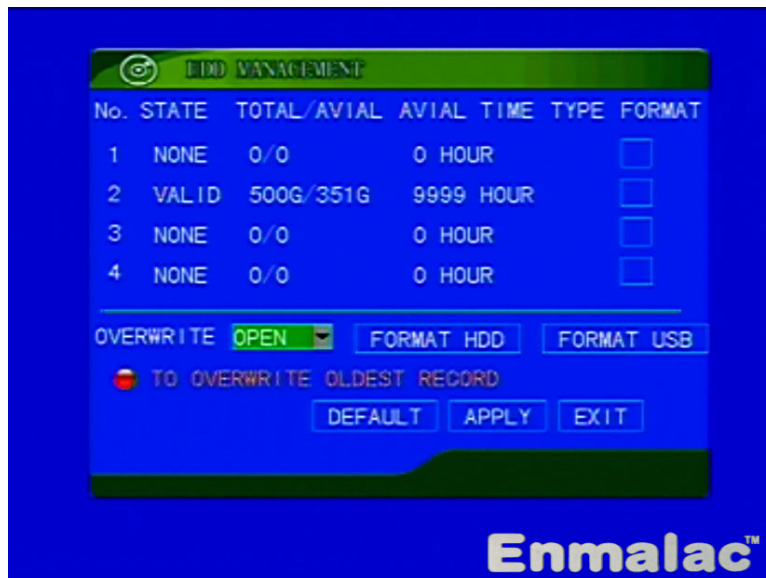 HDD MANAGEMENT
No. STATE TOTAL/AVIAL AVIAL TIME TYPE FORMAT
1 NONE 0/0 0 HOUR
2 VALID 500G/351G 9999 HOUR
3 NONE 0/0 0 HOUR
4 NONE 0/0 0 HOUR
OVERWRITE OPEN FORMAT HDD FORMAT USB
TO OVERWRITE OLDEST RECORD
DEFAULT APPLY EXIT
Enmalac™